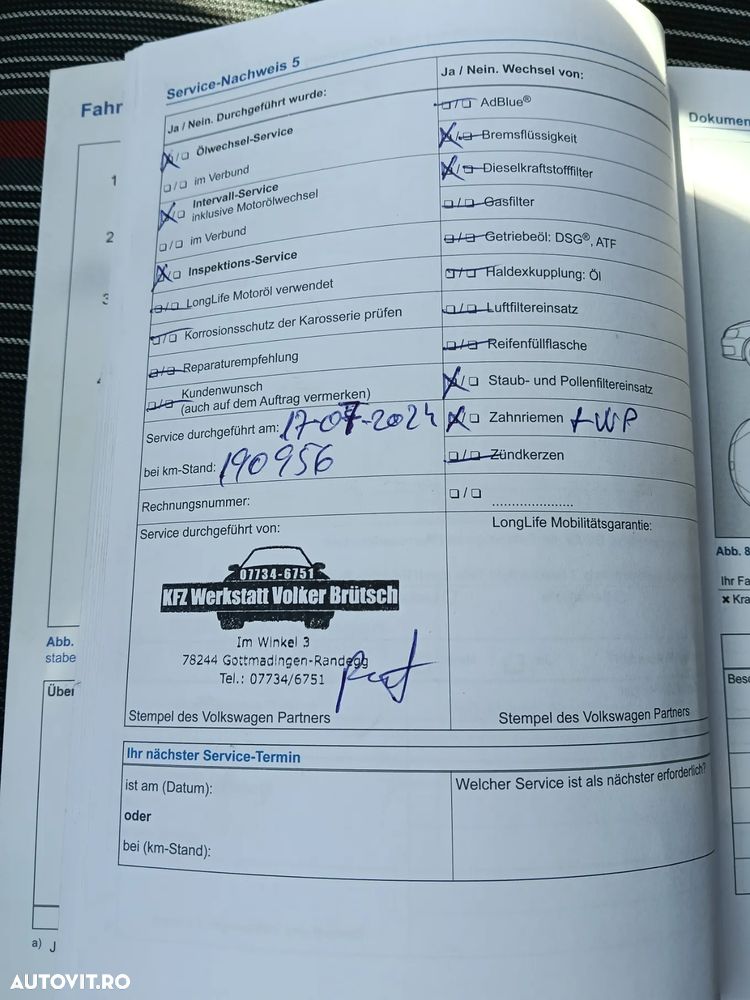 Fahr
1
2
3
Abb.
stabe
Über
a) J
Service-Nachweis 5
Ja / Nein. Durchgeführt wurde:
☒/☐ Ölwechsel-Service
☐/☐ im Verbund
☒/☐ Intervall-Service
inklusive Motorölwechsel
☐/☐ im Verbund
☒/☐ Inspektions-Service
☐/☐ LongLife Motoröl verwendet
☐/☐ Korrosionsschutz der Karosserie prüfen
☐/☐ Reparaturempfehlung
☐/☐ Kundenwunsch
(auch auf dem Auftrag vermerken)
Service durchgeführt am: 17-07-2024
bei km-Stand: 190956
Rechnungsnummer:
Service durchgeführt von:
07734-6751
KFZ Werkstatt Volker Brütsch
Im Winkel 3
78244 Gottmadingen-Randegg
Tel.: 07734/6751
Stempel des Volkswagen Partners
Ja / Nein. Wechsel von:
☐/☐ AdBlue®
☒/☐ Bremsflüssigkeit
☒/☐ Dieselkraftstofffilter
☐/☐ Gasfilter
☐/☐ Getriebeöl: DSG®, ATF
☐/☐ Haldexkupplung: Öl
☐/☐ Luftfiltereinsatz
☐/☐ Reifenfüllflasche
☒/☐ Staub- und Pollenfiltereinsatz
☒/☐ Zahnriemen + WP
☐/☐ Zündkerzen
☐/☐ .....................
LongLife Mobilitätsgarantie:
Stempel des Volkswagen Partners
Ihr nächster Service-Termin
ist am (Datum):
oder
bei (km-Stand):
Welcher Service ist als nächster erforderlich?
Dokumen
Abb. 8
Ihr Fa
× Kra
Besc
AUTOVIT.RO